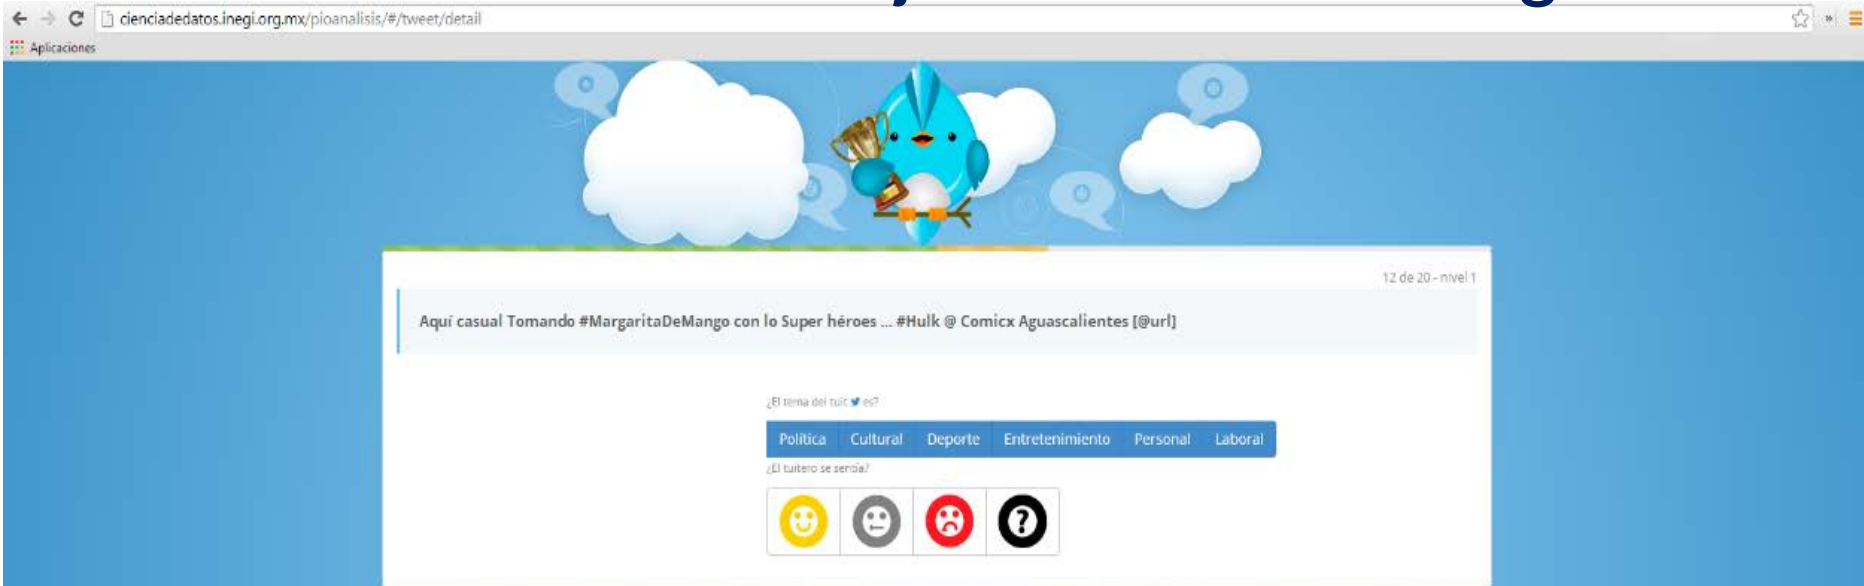 cienciadedatos.inegi.org.mx/pioanalisis/#/tweet/detail
»
Aplicaciones
12 de 20 - nivel 1
Aquí casual Tomando #MargaritaDeMango con lo Super héroes ... #Hulk @ Comicx Aguascalientes [@url]
¿El tema del tuit es?
Política Cultural Deporte Entretenimiento Personal Laboral
¿El tuitero se sentía?
?